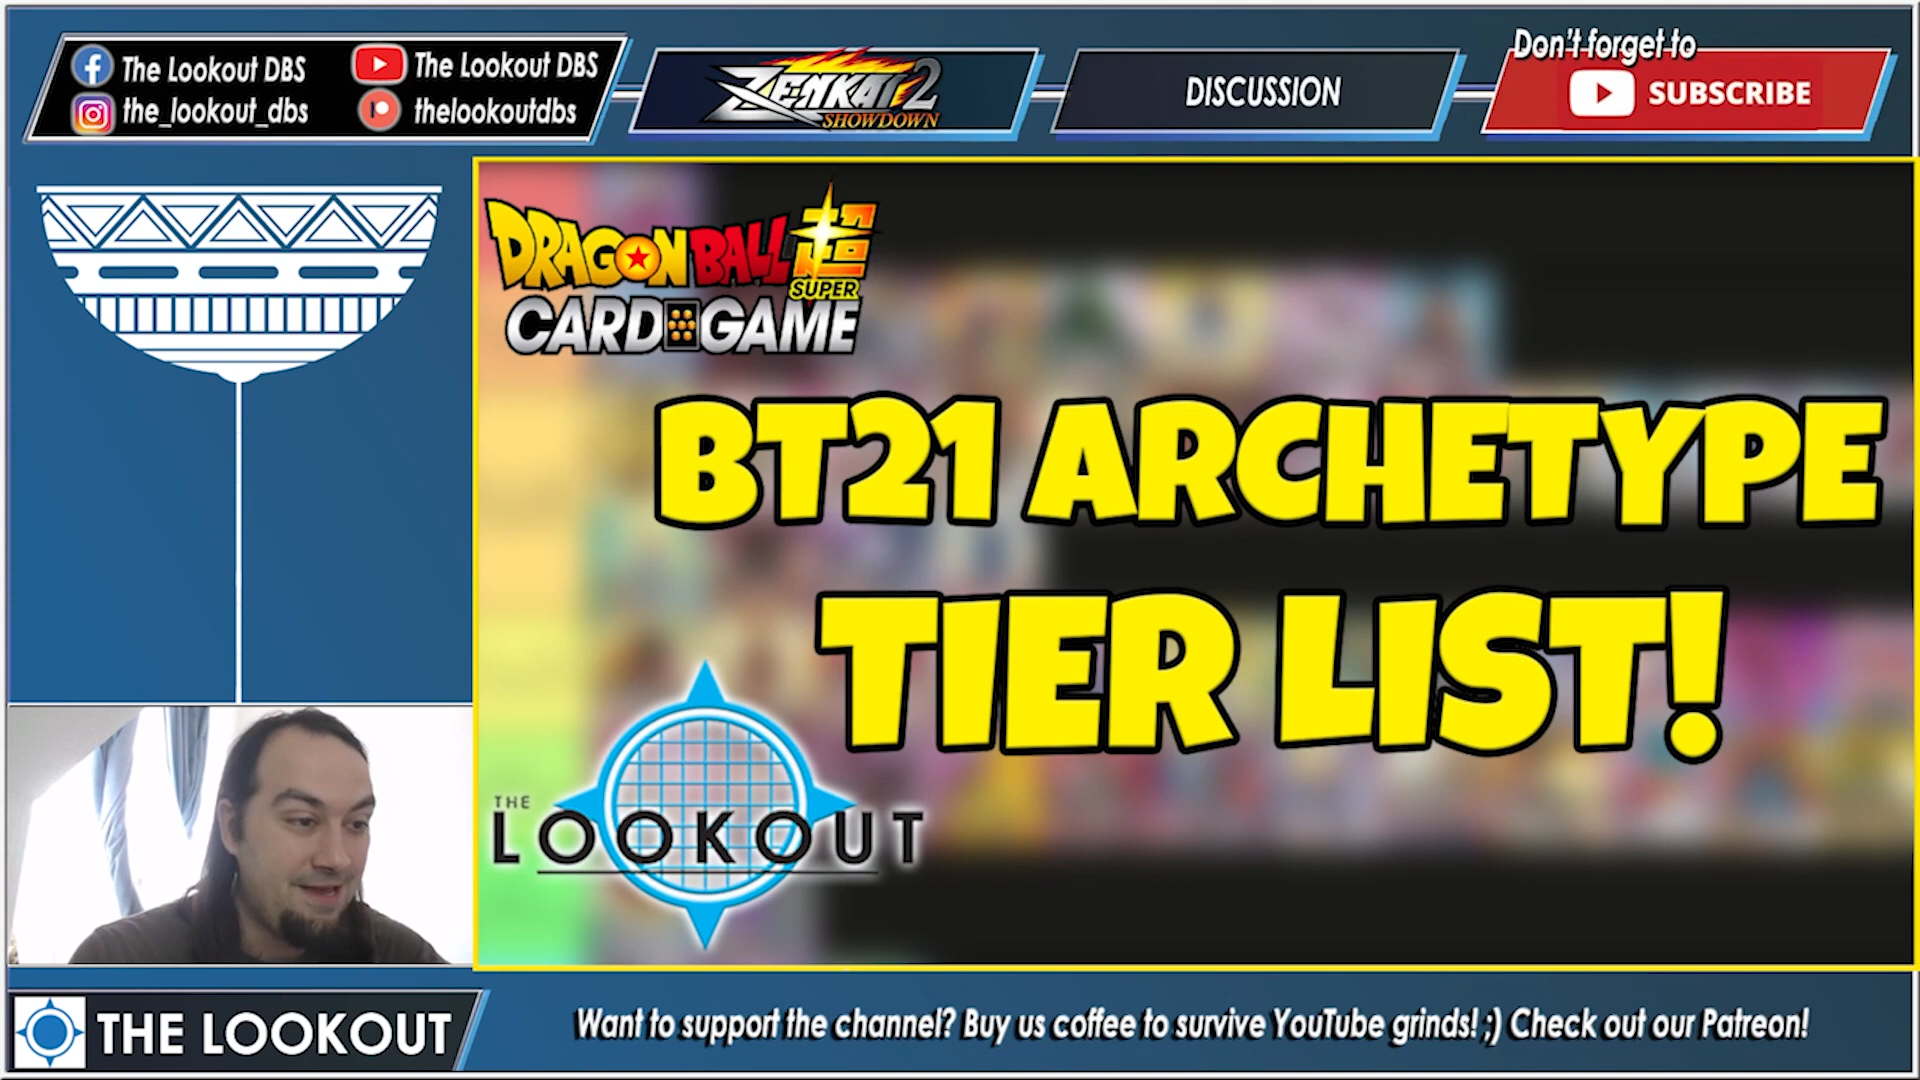 The Lookout DBS
The Lookout DBS
the_lookout_dbs
thelookoutdbs
ZENKAI 2
SHOWDOWN
DISCUSSION
Don't forget to
SUBSCRIBE
DRAGON BALL 超
SUPER
CARD GAME
BT21 ARCHETYPE
TIER LIST!
THE
LOOKOUT
THE LOOKOUT
Want to support the channel? Buy us coffee to survive YouTube grinds! ;) Check out our Patreon!